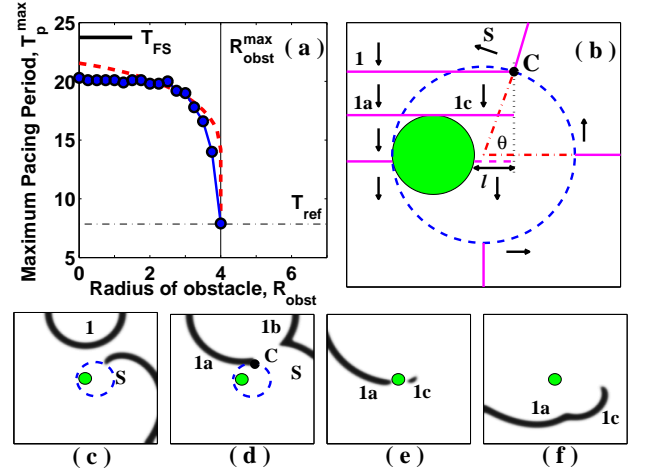 Maximum Pacing Period, T_p^max
25
20
15
10
5
0 2 4 6
Radius of obstacle, R_obst
T_FS
R_obst^max
( a )
T_ref
( b )
S
C
1
1a
1c
θ
l
1
S
( c )
1b
1a
C
S
( d )
1a
1c
( e )
1a
1c
( f )